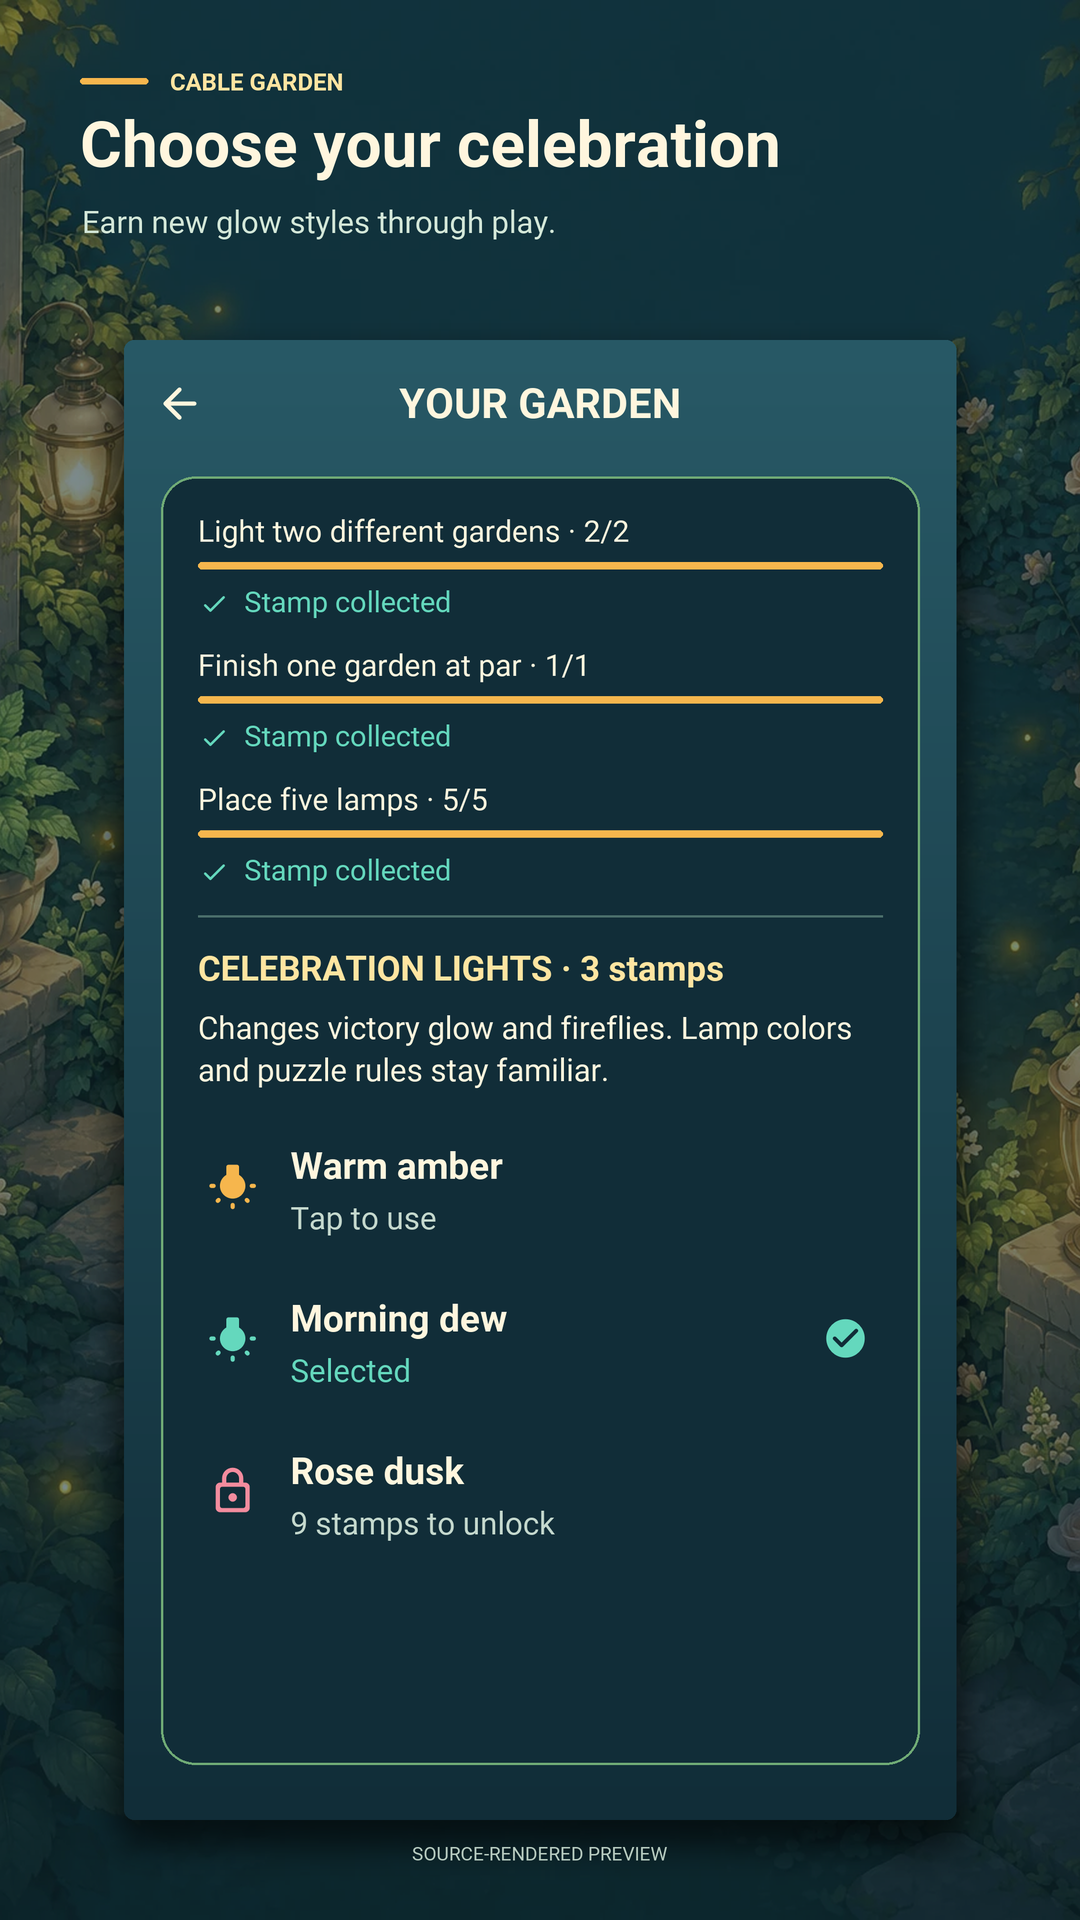 CABLE GARDEN
Choose your celebration
Earn new glow styles through play.
YOUR GARDEN
Light two different gardens · 2/2
Stamp collected
Finish one garden at par · 1/1
Stamp collected
Place five lamps · 5/5
Stamp collected
CELEBRATION LIGHTS · 3 stamps
Changes victory glow and fireflies. Lamp colors
and puzzle rules stay familiar.
Warm amber
Tap to use
Morning dew
Selected
Rose dusk
9 stamps to unlock
SOURCE-RENDERED PREVIEW